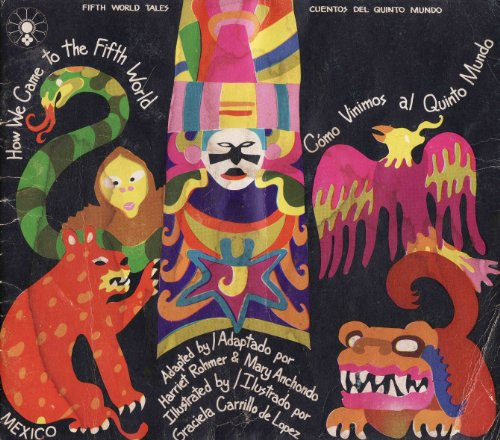 FIFTH WORLD TALES
CUENTOS DEL QUINTO MUNDO
How We Came to the Fifth World
Cómo Vinimos al Quinto Mundo
Adapted by/Adaptado por
Harriet Rohmer & Mary Anchondo
Illustrated by/Ilustrado por
Graciela Carrillo de Lopez
MEXICO